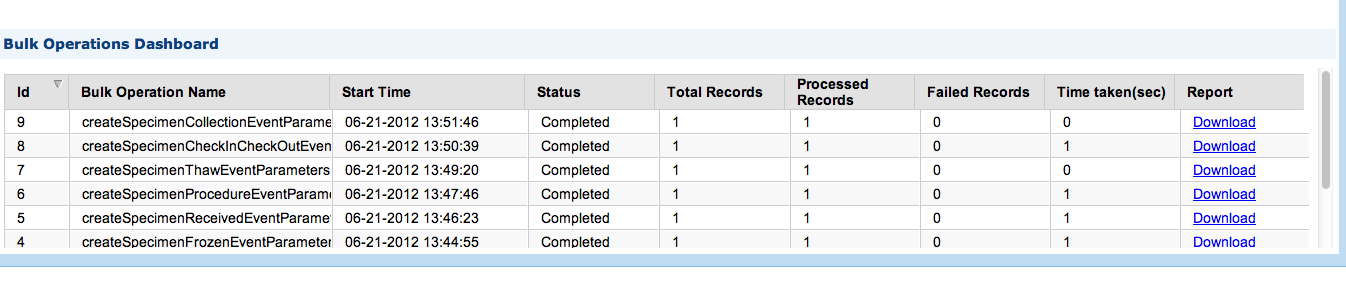 Bulk Operations Dashboard
Id Bulk Operation Name Start Time Status Total Records Processed Records Failed Records Time taken(sec) Report
9 createSpecimenCollectionEventParame 06-21-2012 13:51:46 Completed 1 1 0 0 Download
8 createSpecimenCheckInCheckOutEven 06-21-2012 13:50:39 Completed 1 1 0 1 Download
7 createSpecimenThawEventParameters 06-21-2012 13:49:20 Completed 1 1 0 0 Download
6 createSpecimenProcedureEventParame 06-21-2012 13:47:46 Completed 1 1 0 1 Download
5 createSpecimenReceivedEventParamet 06-21-2012 13:46:23 Completed 1 1 0 1 Download
4 createSpecimenFrozenEventParameter 06-21-2012 13:44:55 Completed 1 1 0 1 Download